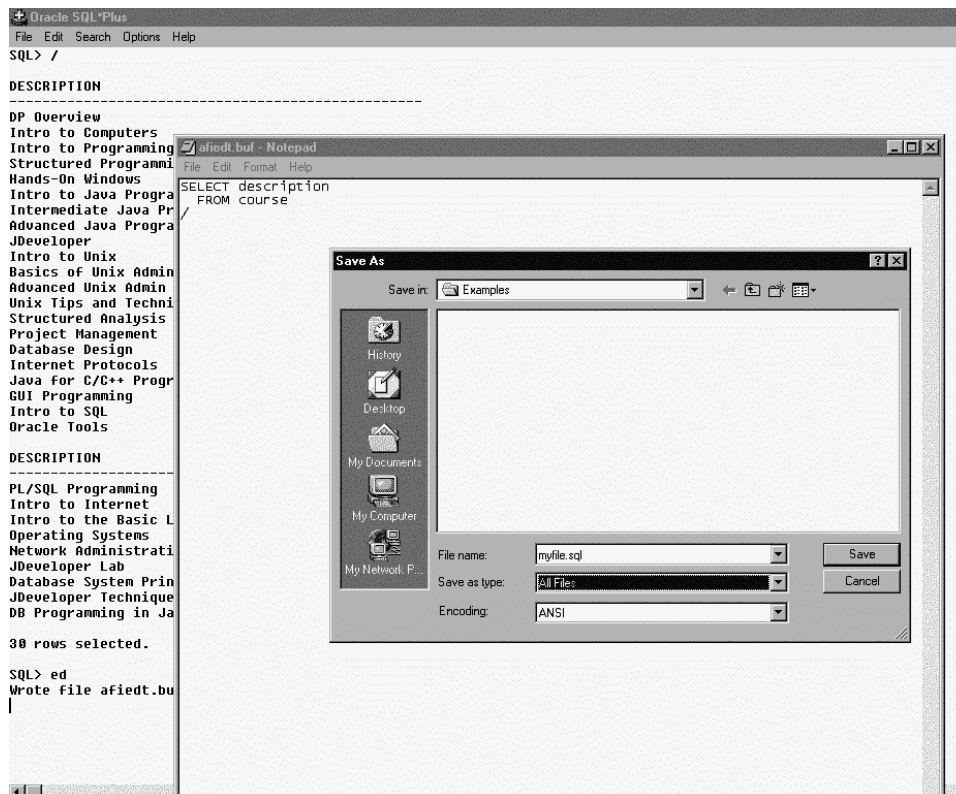 Oracle SQL*Plus
File Edit Search Options Help
SQL> /
DESCRIPTION
--------------------------------------------------
DP Overview
Intro to Computers
Intro to Programming
Structured Programmi
Hands-On Windows
Intro to Java Progra
Intermediate Java Pr
Advanced Java Progra
JDeveloper
Intro to Unix
Basics of Unix Admin
Advanced Unix Admin
Unix Tips and Techni
Structured Analysis
Project Management
Database Design
Internet Protocols
Java for C/C++ Progr
GUI Programming
Intro to SQL
Oracle Tools
DESCRIPTION
--------------------
PL/SQL Programming
Intro to Internet
Intro to the Basic L
Operating Systems
Network Administrati
JDeveloper Lab
Database System Prin
JDeveloper Technique
DB Programming in Ja
30 rows selected.
SQL> ed
Wrote file afiedt.bu
afiedt.buf - Notepad
File Edit Format Help
SELECT description
FROM course
/
Save As
Save in: Examples
History
Desktop
My Documents
My Computer
My Network P...
File name: myfile.sql Save
Save as type: All Files Cancel
Encoding: ANSI